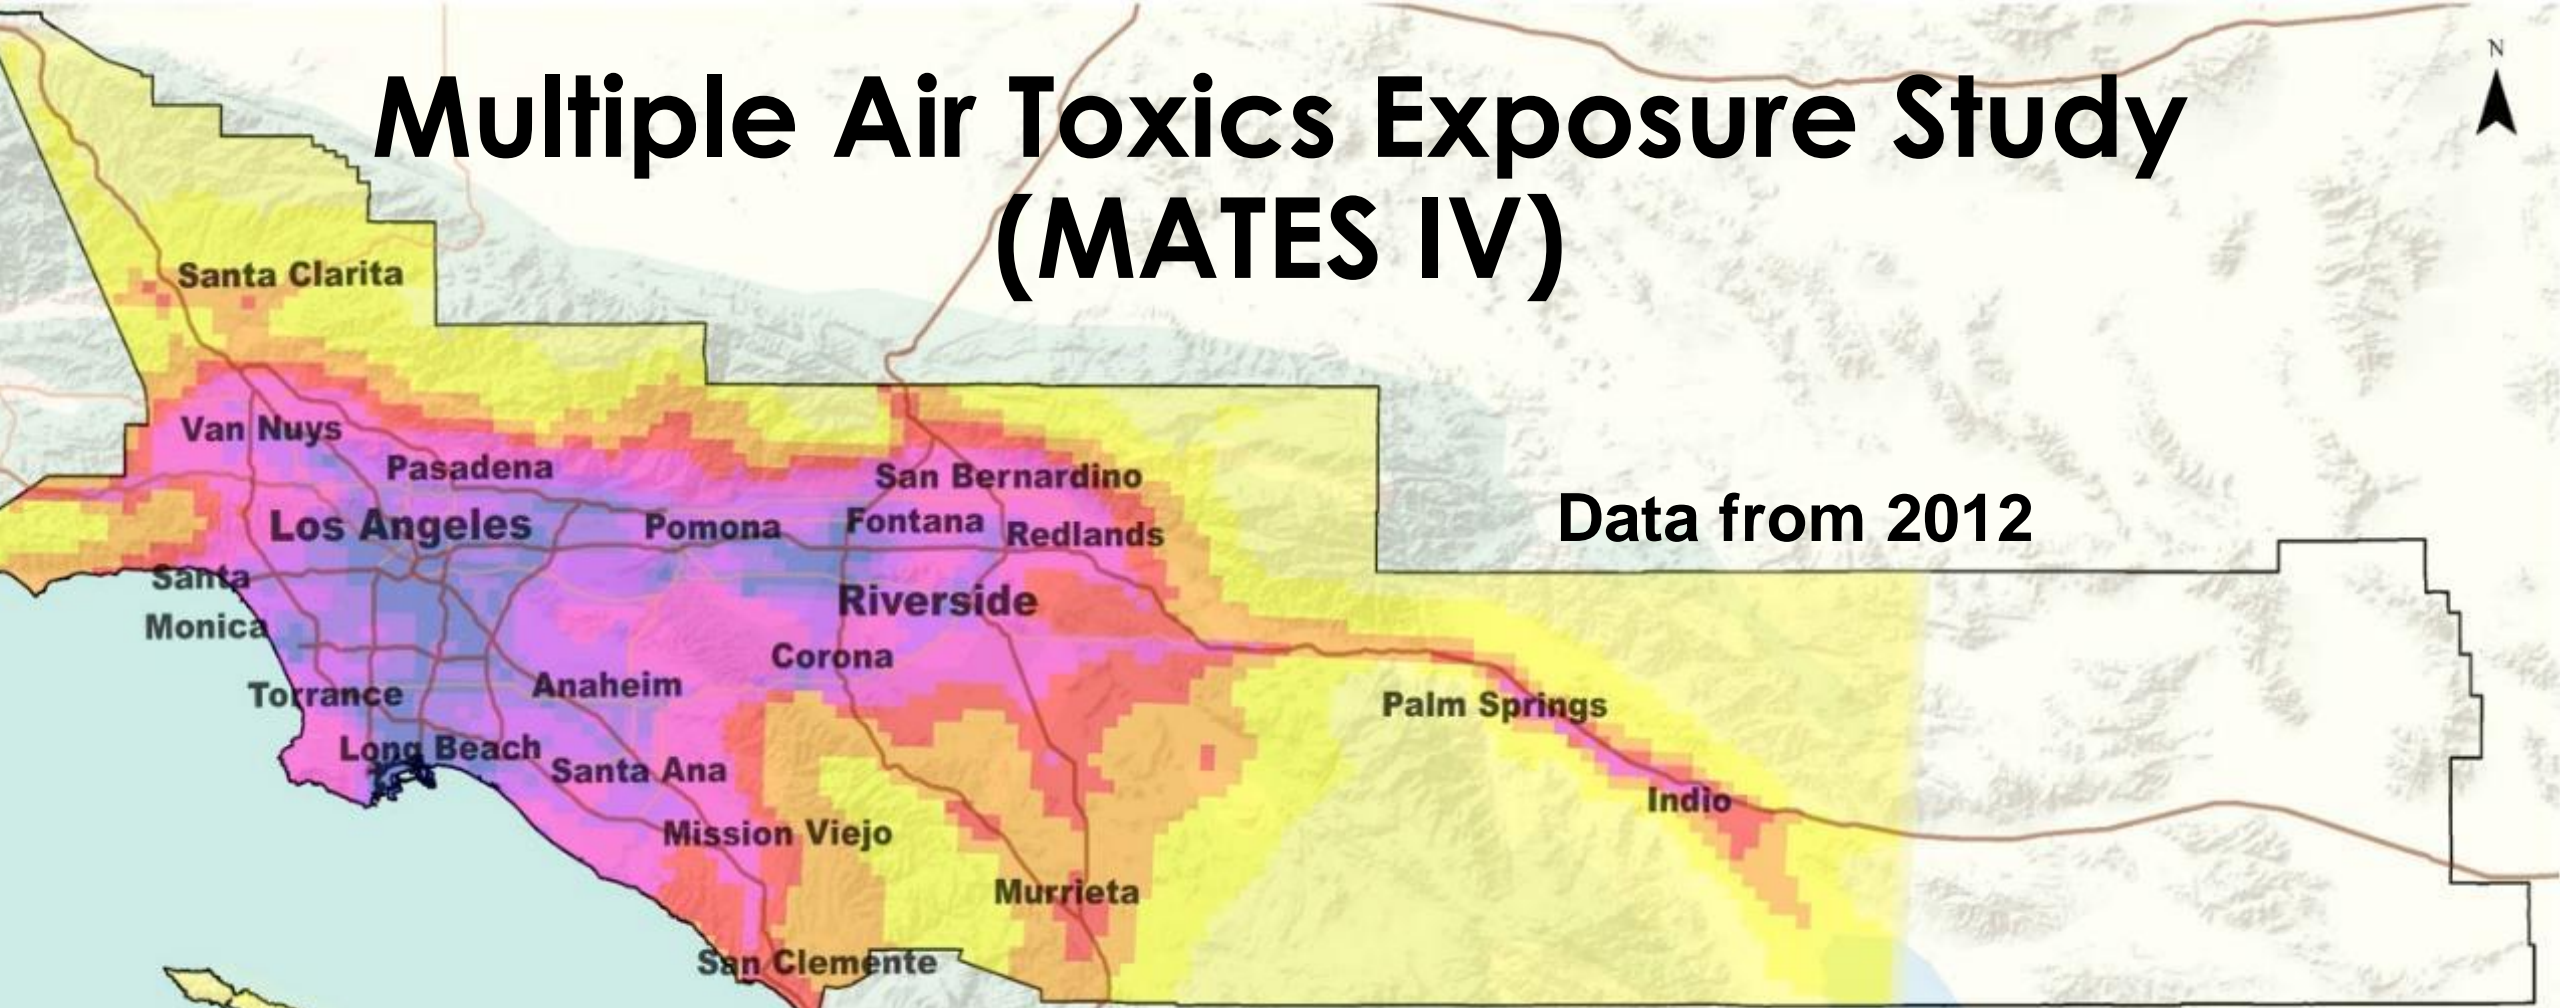 N
Multiple Air Toxics Exposure Study
(MATES IV)
Santa Clarita
Van Nuys
Pasadena
San Bernardino
Data from 2012
Los Angeles
Pomona
Fontana
Redlands
Santa
Monica
Riverside
Corona
Torrance
Anaheim
Palm Springs
Long Beach
Santa Ana
Indio
Mission Viejo
Murrieta
San Clemente